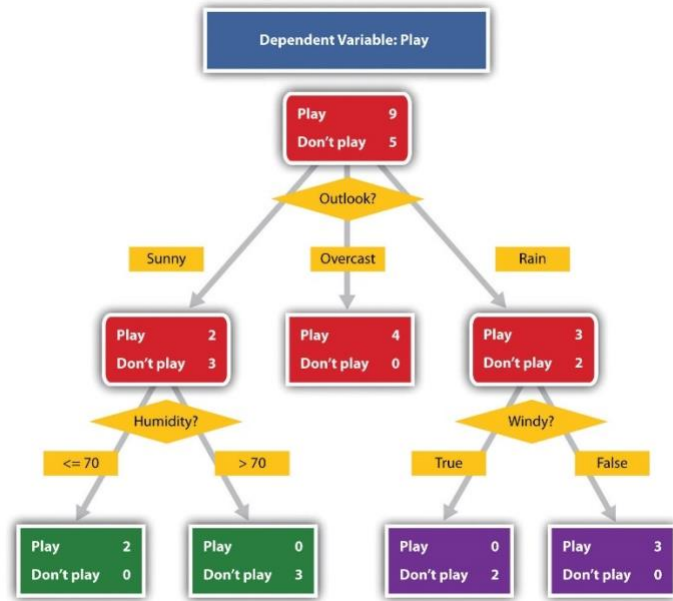 Dependent Variable: Play
Play 9
Don't play 5
Outlook?
Sunny
Overcast
Rain
Play 2
Don't play 3
Play 4
Don't play 0
Play 3
Don't play 2
Humidity?
Windy?
<= 70
> 70
True
False
Play 2
Don't play 0
Play 0
Don't play 3
Play 0
Don't play 2
Play 3
Don't play 0